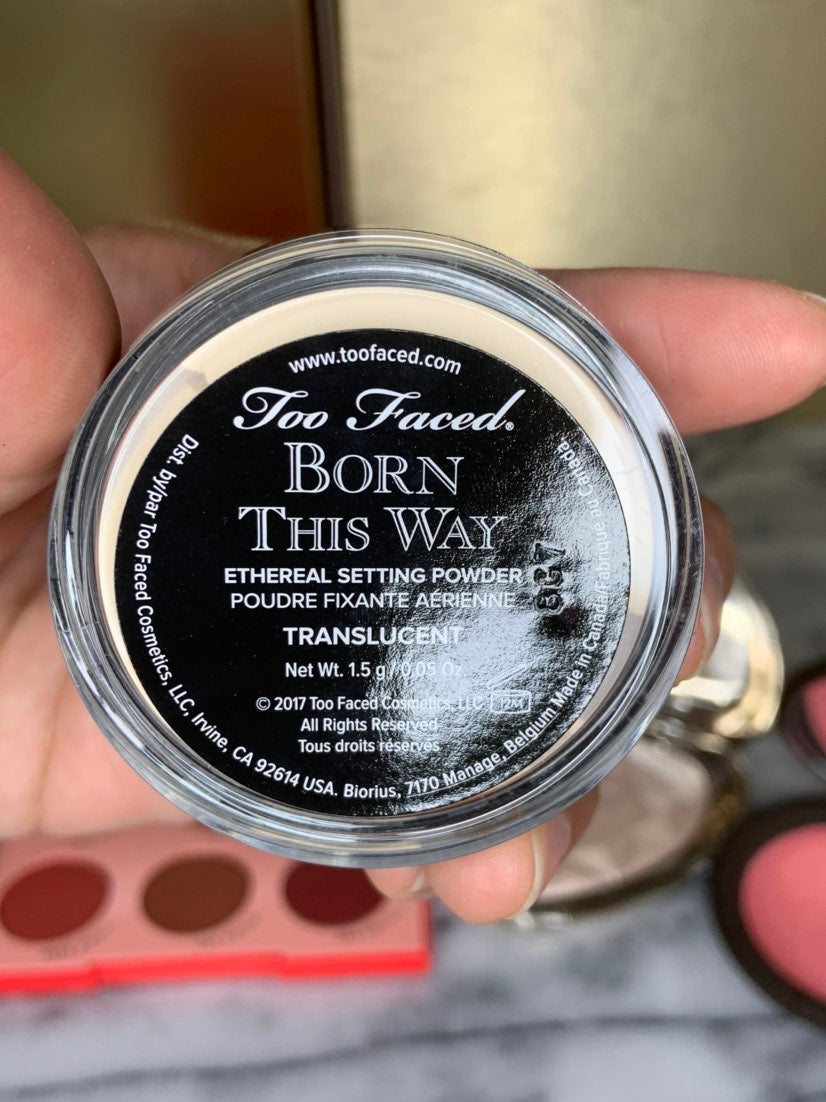 www.toofaced.com
Too Faced®
BORN
THIS WAY
ETHEREAL SETTING POWDER
POUDRE FIXANTE AÉRIENNE
TRANSLUCENT
Net Wt. 1.5 g/0.05 Oz.
© 2017 Too Faced Cosmetics, LLC 12M
All Rights Reserved
Tous droits réservés
Dist. by/par Too Faced Cosmetics, LLC, Irvine, CA 92614 USA. Biorius, 7170 Manage, Belgium Made in Canada/Fabriqué au Canada.